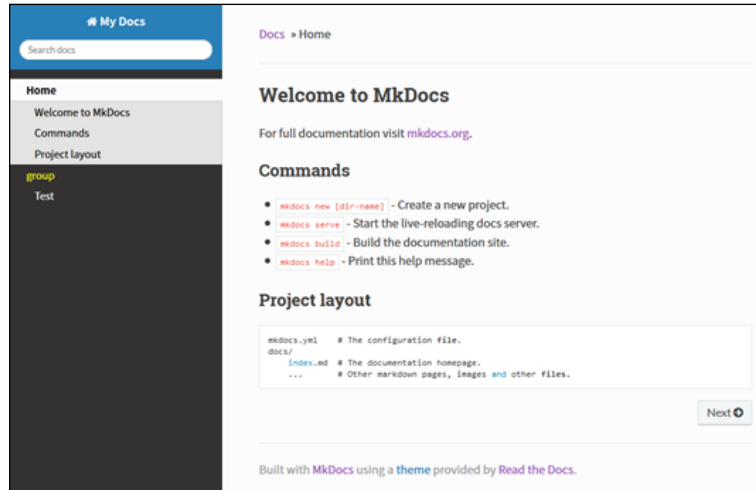 My Docs
Search docs
Home
Welcome to MkDocs
Commands
Project layout
group
Test
Docs » Home
Welcome to MkDocs
For full documentation visit mkdocs.org.
Commands
mkdocs new [dir-name] - Create a new project.
mkdocs serve - Start the live-reloading docs server.
mkdocs build - Build the documentation site.
mkdocs help - Print this help message.
Project layout
mkdocs.yml    # The configuration file.
docs/
    index.md  # The documentation homepage.
    ...       # Other markdown pages, images and other files.
Next
Built with MkDocs using a theme provided by Read the Docs.